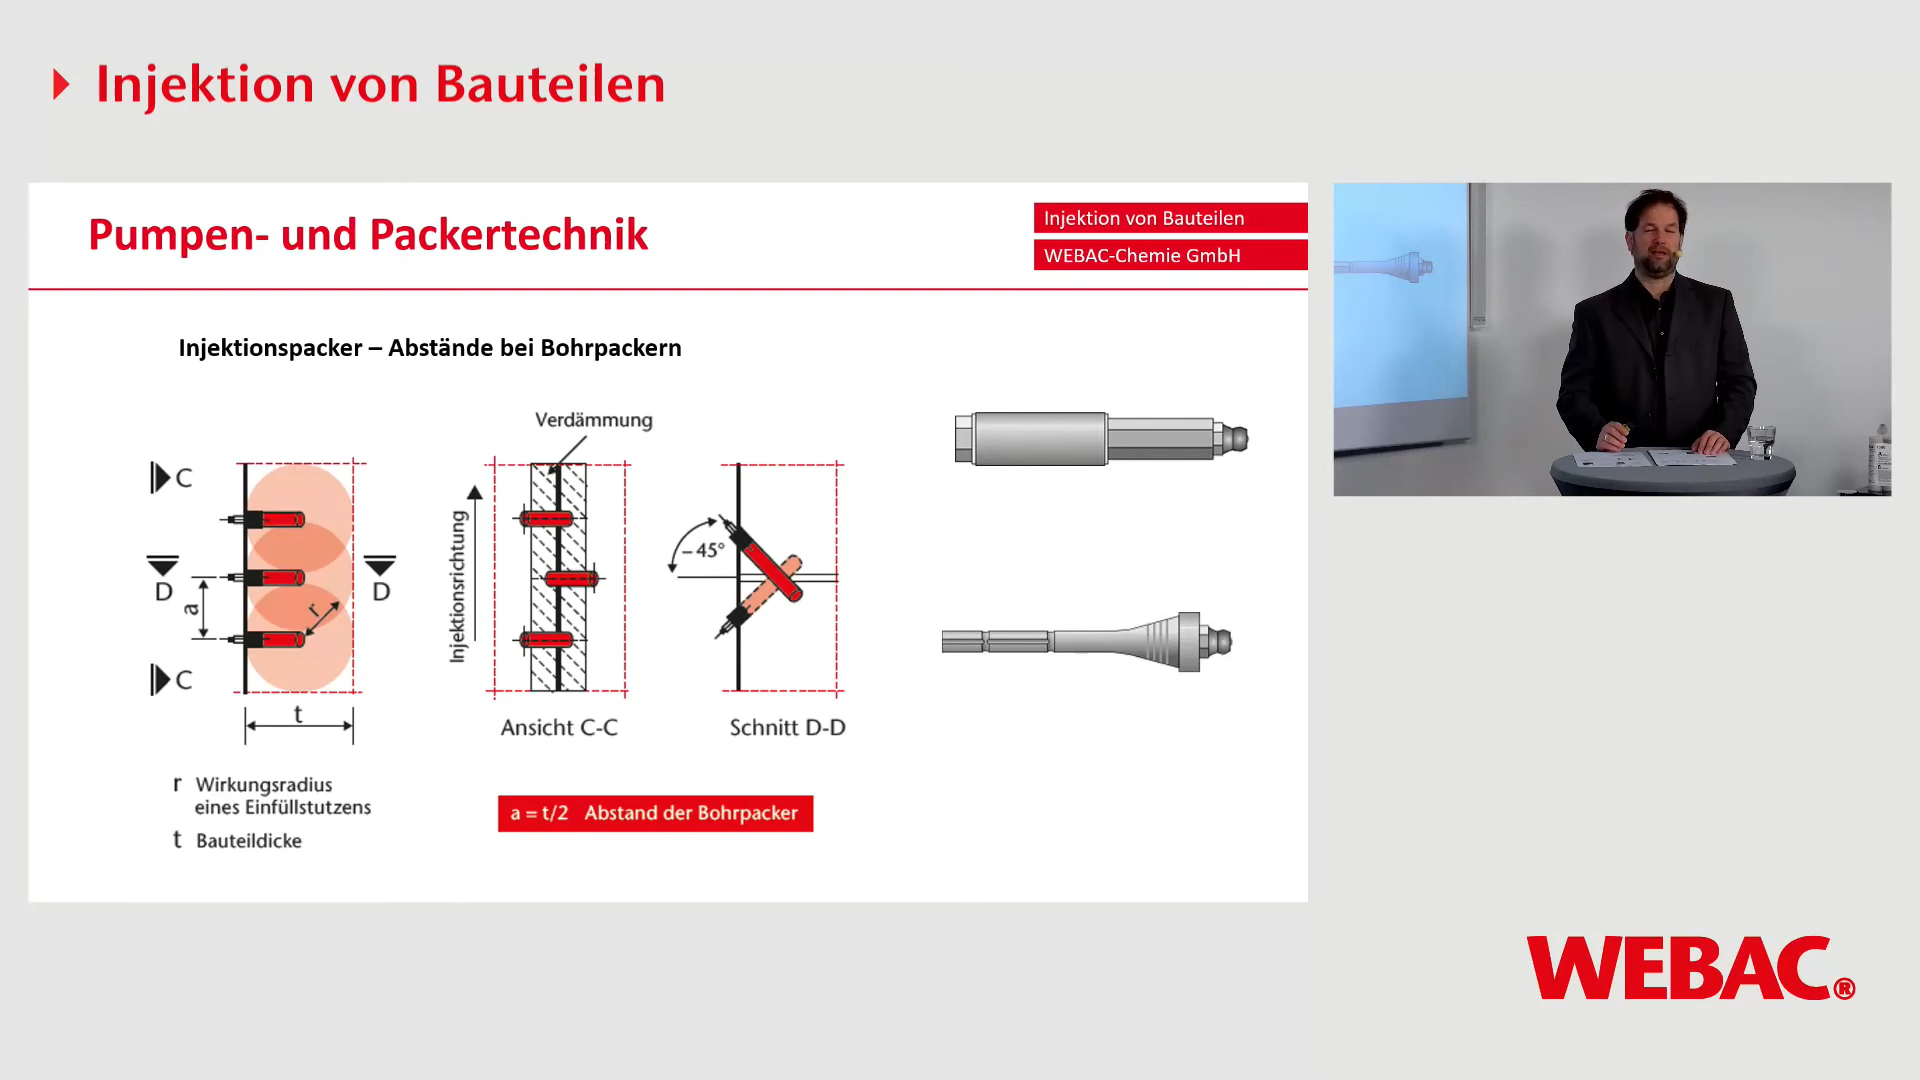 Injektion von Bauteilen
Pumpen- und Packertechnik
Injektion von Bauteilen
WEBAC-Chemie GmbH
Injektionspacker – Abstände bei Bohrpackern
Verdämmung
C
D
a
r
D
C
t
Injektionsrichtung
– 45°
Ansicht C-C
Schnitt D-D
r Wirkungsradius
eines Einfüllstutzens
t Bauteildicke
a = t/2 Abstand der Bohrpacker
WEBAC®